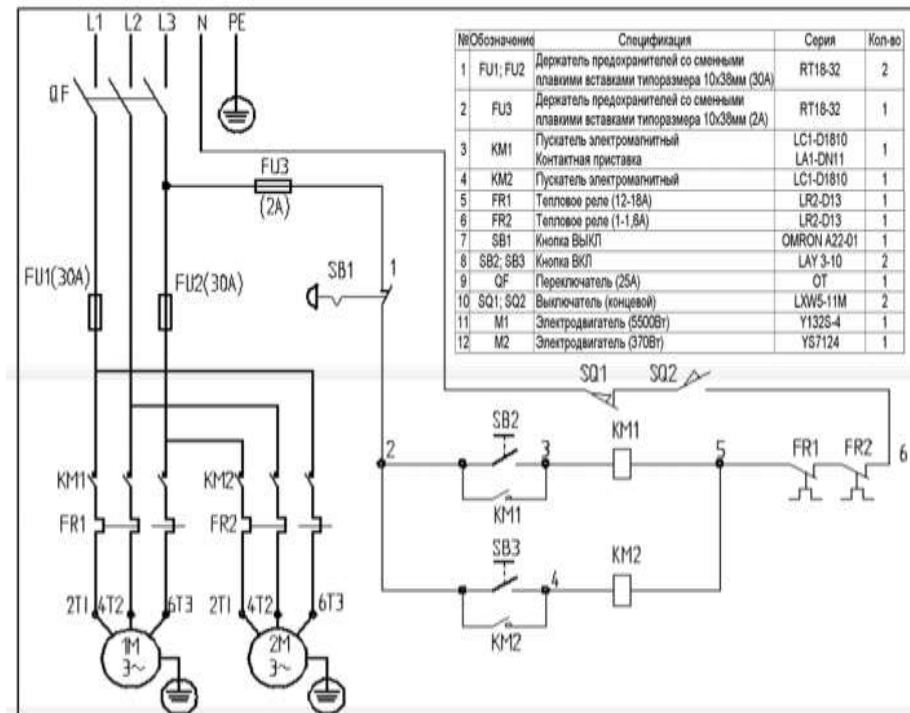 L1 L2 L3 N PE
QF
FU3
(2A)
FU1(30A)
FU2(30A)
SB1
1
№ Обозначение Спецификация Серия Кол-во
1 FU1; FU2 Держатель предохранителей со сменными плавкими вставками типоразмера 10х38мм (30А) RT18-32 2
2 FU3 Держатель предохранителей со сменными плавкими вставками типоразмера 10х38мм (2А) RT18-32 1
3 KM1 Пускатель электромагнитный LC1-D1810 1
Контактная приставка LA1-DN11
4 KM2 Пускатель электромагнитный LC1-D1810 1
5 FR1 Тепловое реле (12-18А) LR2-D13 1
6 FR2 Тепловое реле (1-1,6А) LR2-D13 1
7 SB1 Кнопка ВЫКЛ OMRON A22-01 1
8 SB2; SB3 Кнопка ВКЛ LAY 3-10 2
9 QF Переключатель (25А) OT 1
10 SQ1; SQ2 Выключатель (концевой) LXW5-11M 2
11 M1 Электродвигатель (5500Вт) Y132S-4 1
12 M2 Электродвигатель (370Вт) YS7124 1
SQ1 SQ2
SB2 KM1
2 3 5 FR1 FR2 6
KM1 KM2
KM1
FR1 FR2
SB3 KM2
4
KM2
2T1 4T2 6T3 2T1 4T2 6T3
1M
3~
2M
3~